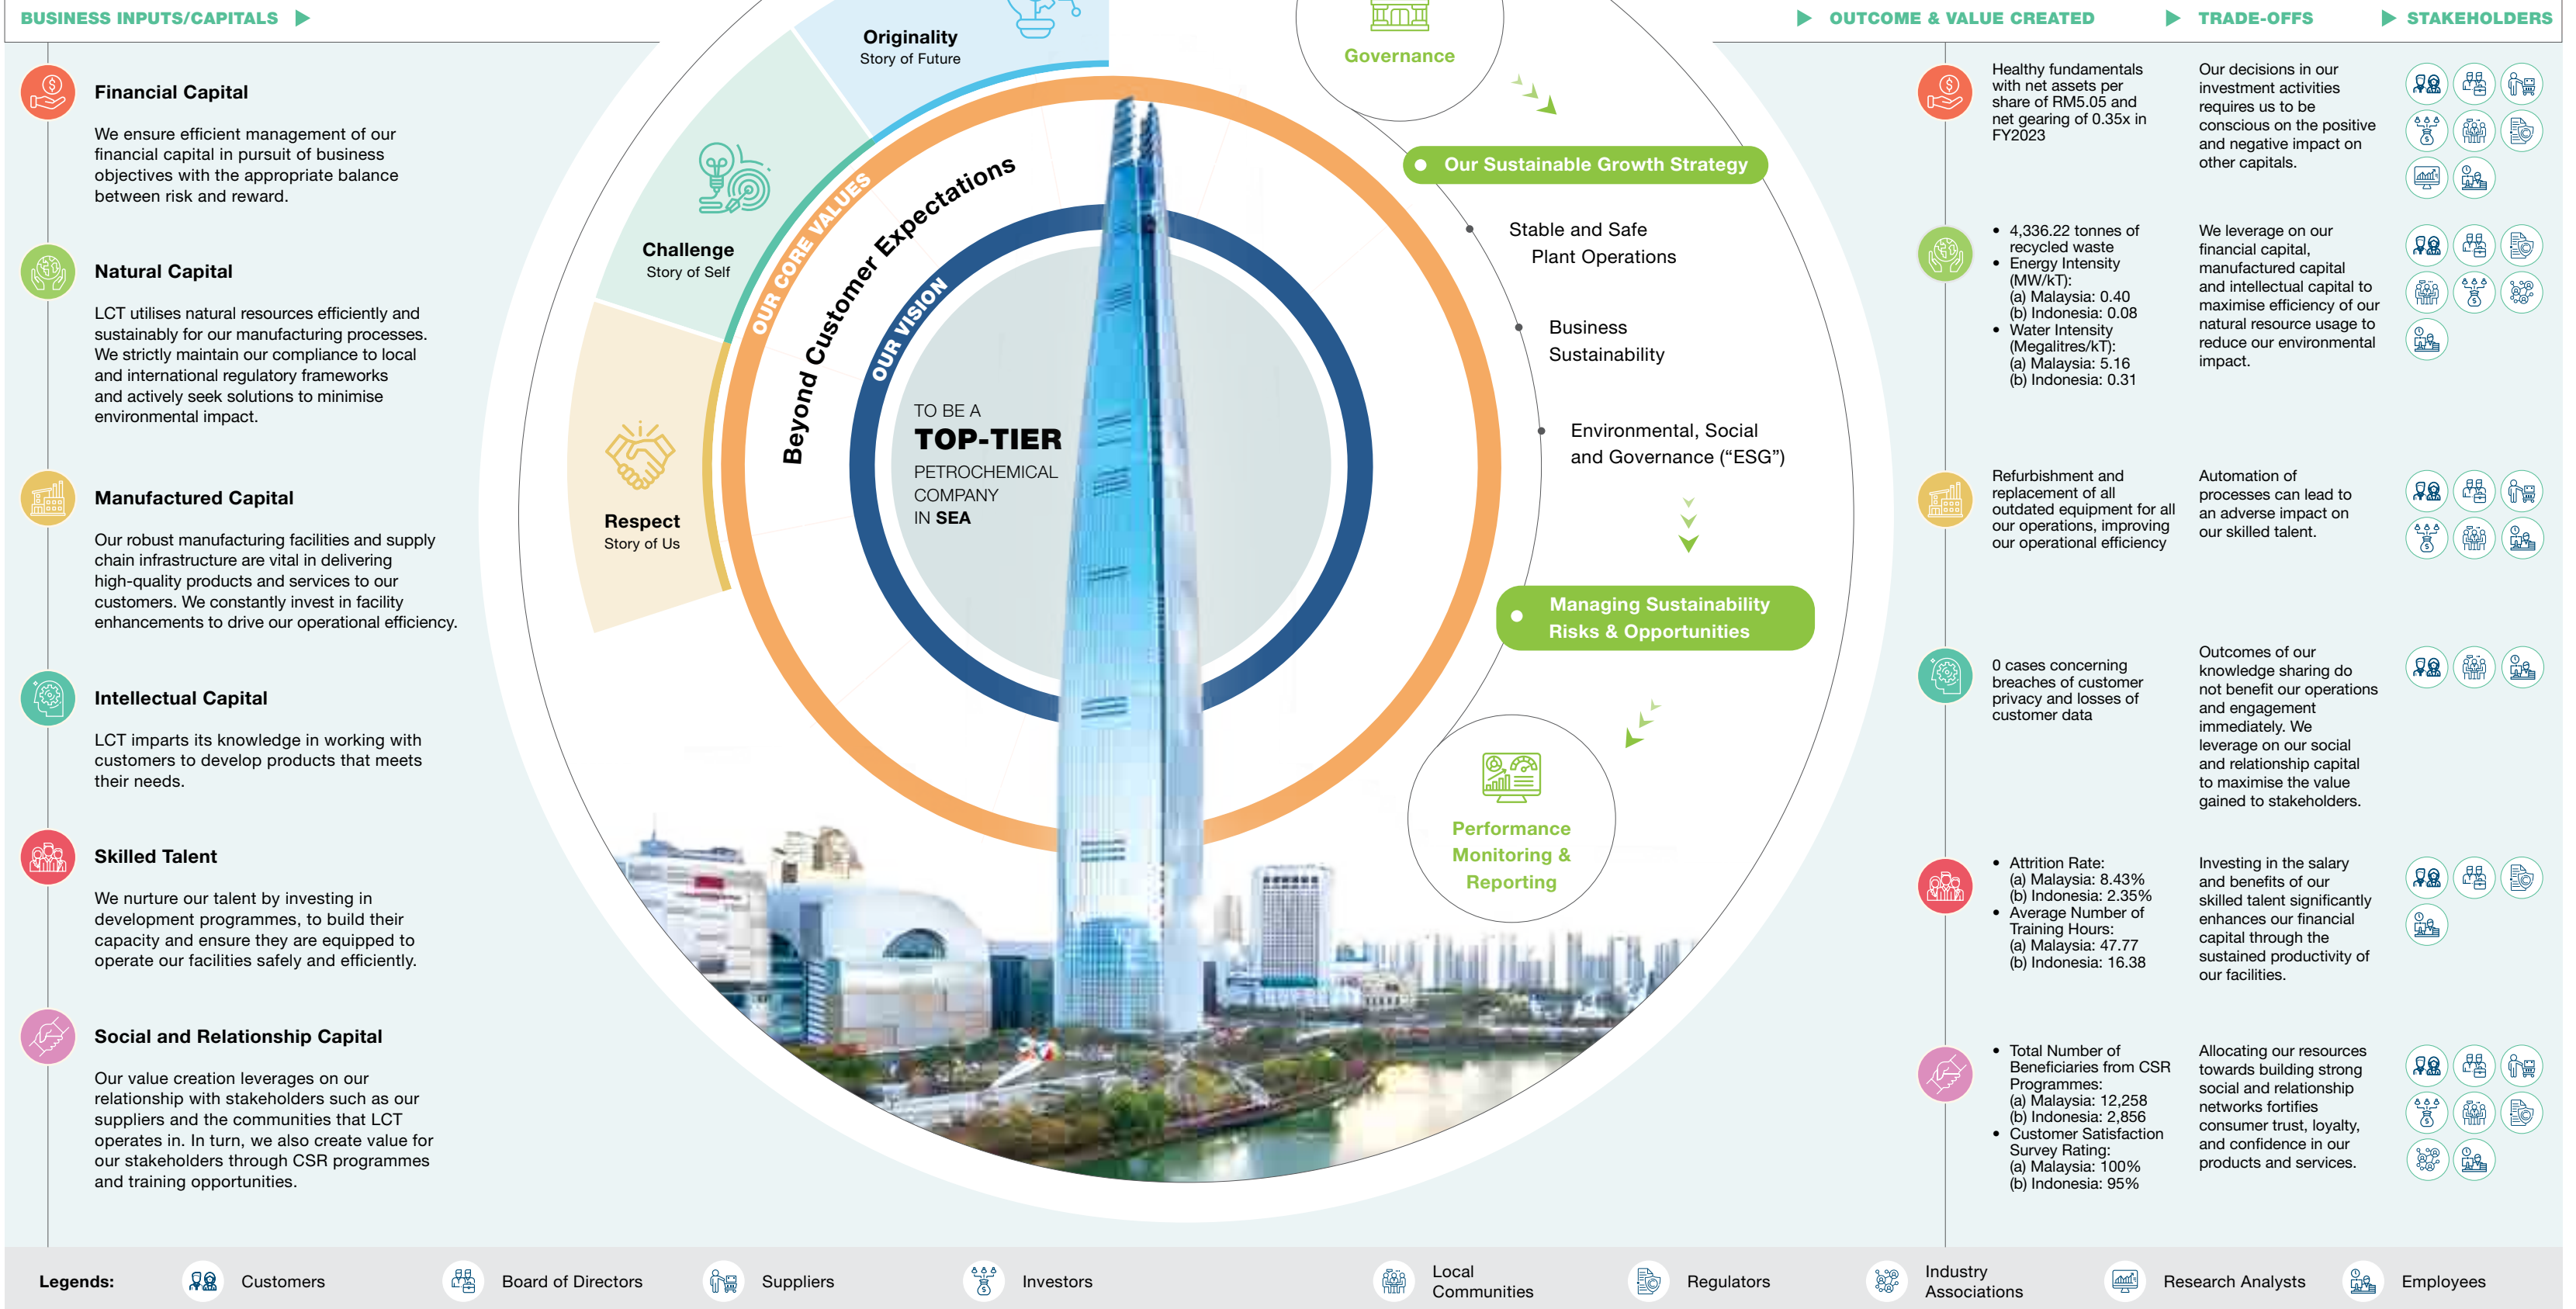 BUSINESS INPUTS/CAPITALS
Financial Capital
We ensure efficient management of our
financial capital in pursuit of business
objectives with the appropriate balance
between risk and reward.
Natural Capital
LCT utilises natural resources efficiently and
sustainably for our manufacturing processes.
We strictly maintain our compliance to local
and international regulatory frameworks
and actively seek solutions to minimise
environmental impact.
Manufactured Capital
Our robust manufacturing facilities and supply
chain infrastructure are vital in delivering
high-quality products and services to our
customers. We constantly invest in facility
enhancements to drive our operational efficiency.
Intellectual Capital
LCT imparts its knowledge in working with
customers to develop products that meets
their needs.
Skilled Talent
We nurture our talent by investing in
development programmes, to build their
capacity and ensure they are equipped to
operate our facilities safely and efficiently.
Social and Relationship Capital
Our value creation leverages on our
relationship with stakeholders such as our
suppliers and the communities that LCT
operates in. In turn, we also create value for
our stakeholders through CSR programmes
and training opportunities.
Originality
Story of Future
Challenge
Story of Self
Respect
Story of Us
OUR CORE VALUES
Beyond Customer Expectations
OUR VISION
TO BE A
TOP-TIER
PETROCHEMICAL
COMPANY
IN SEA
Governance
Our Sustainable Growth Strategy
Stable and Safe
Plant Operations
Business
Sustainability
Environmental, Social
and Governance (“ESG”)
Managing Sustainability
Risks & Opportunities
Performance
Monitoring &
Reporting
OUTCOME & VALUE CREATED
TRADE-OFFS
STAKEHOLDERS
Healthy fundamentals
with net assets per
share of RM5.05 and
net gearing of 0.35x in
FY2023
Our decisions in our
investment activities
requires us to be
conscious on the positive
and negative impact on
other capitals.
• 4,336.22 tonnes of
recycled waste
• Energy Intensity
(MW/kT):
(a) Malaysia: 0.40
(b) Indonesia: 0.08
• Water Intensity
(Megalitres/kT):
(a) Malaysia: 5.16
(b) Indonesia: 0.31
We leverage on our
financial capital,
manufactured capital
and intellectual capital to
maximise efficiency of our
natural resource usage to
reduce our environmental
impact.
Refurbishment and
replacement of all
outdated equipment for all
our operations, improving
our operational efficiency
Automation of
processes can lead to
an adverse impact on
our skilled talent.
0 cases concerning
breaches of customer
privacy and losses of
customer data
Outcomes of our
knowledge sharing do
not benefit our operations
and engagement
immediately. We
leverage on our social
and relationship capital
to maximise the value
gained to stakeholders.
• Attrition Rate:
(a) Malaysia: 8.43%
(b) Indonesia: 2.35%
• Average Number of
Training Hours:
(a) Malaysia: 47.77
(b) Indonesia: 16.38
Investing in the salary
and benefits of our
skilled talent significantly
enhances our financial
capital through the
sustained productivity of
our facilities.
• Total Number of
Beneficiaries from CSR
Programmes:
(a) Malaysia: 12,258
(b) Indonesia: 2,856
• Customer Satisfaction
Survey Rating:
(a) Malaysia: 100%
(b) Indonesia: 95%
Allocating our resources
towards building strong
social and relationship
networks fortifies
consumer trust, loyalty,
and confidence in our
products and services.
Legends:
Customers
Board of Directors
Suppliers
Investors
Local
Communities
Regulators
Industry
Associations
Research Analysts
Employees